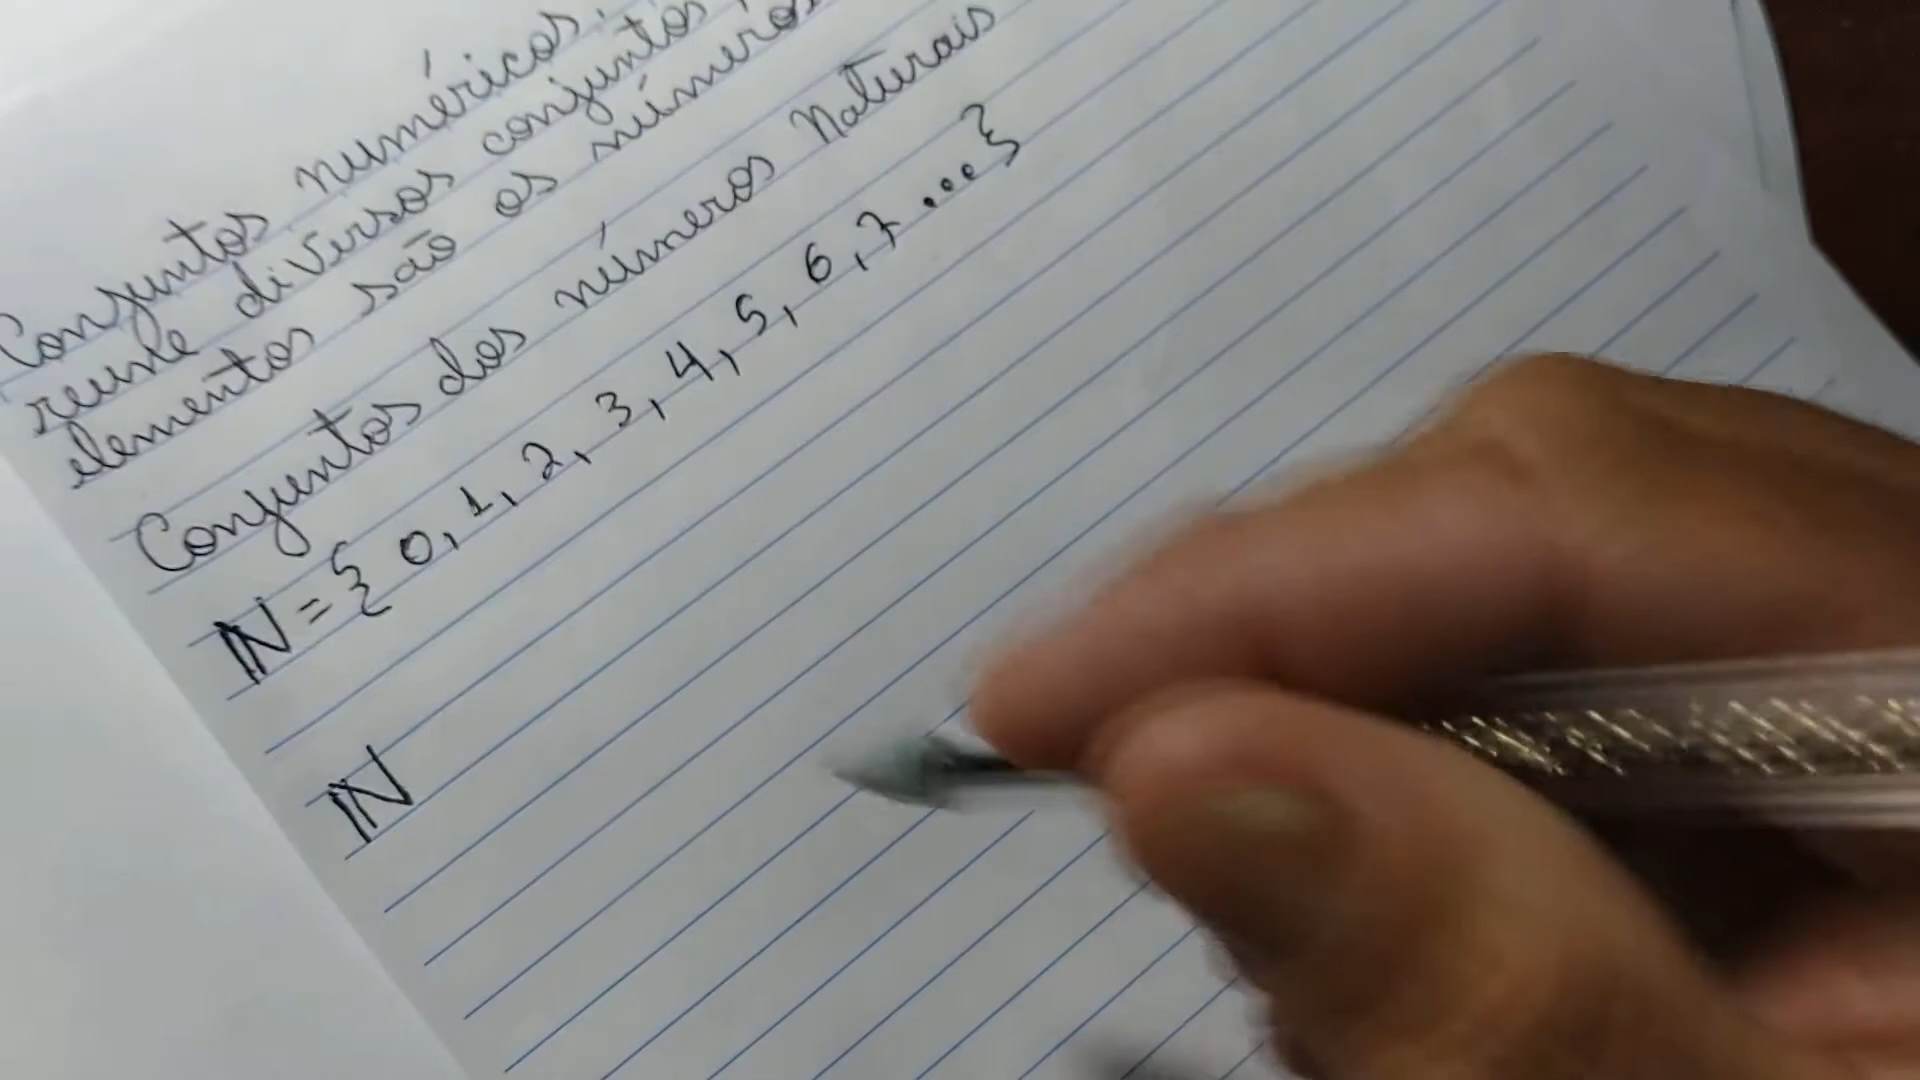 Conjuntos numéricos.
reune diversos conjuntos
elementos são os números
Conjuntos dos números Naturais
ℕ = { 0, 1, 2, 3, 4, 5, 6, 7 ... }
ℕ